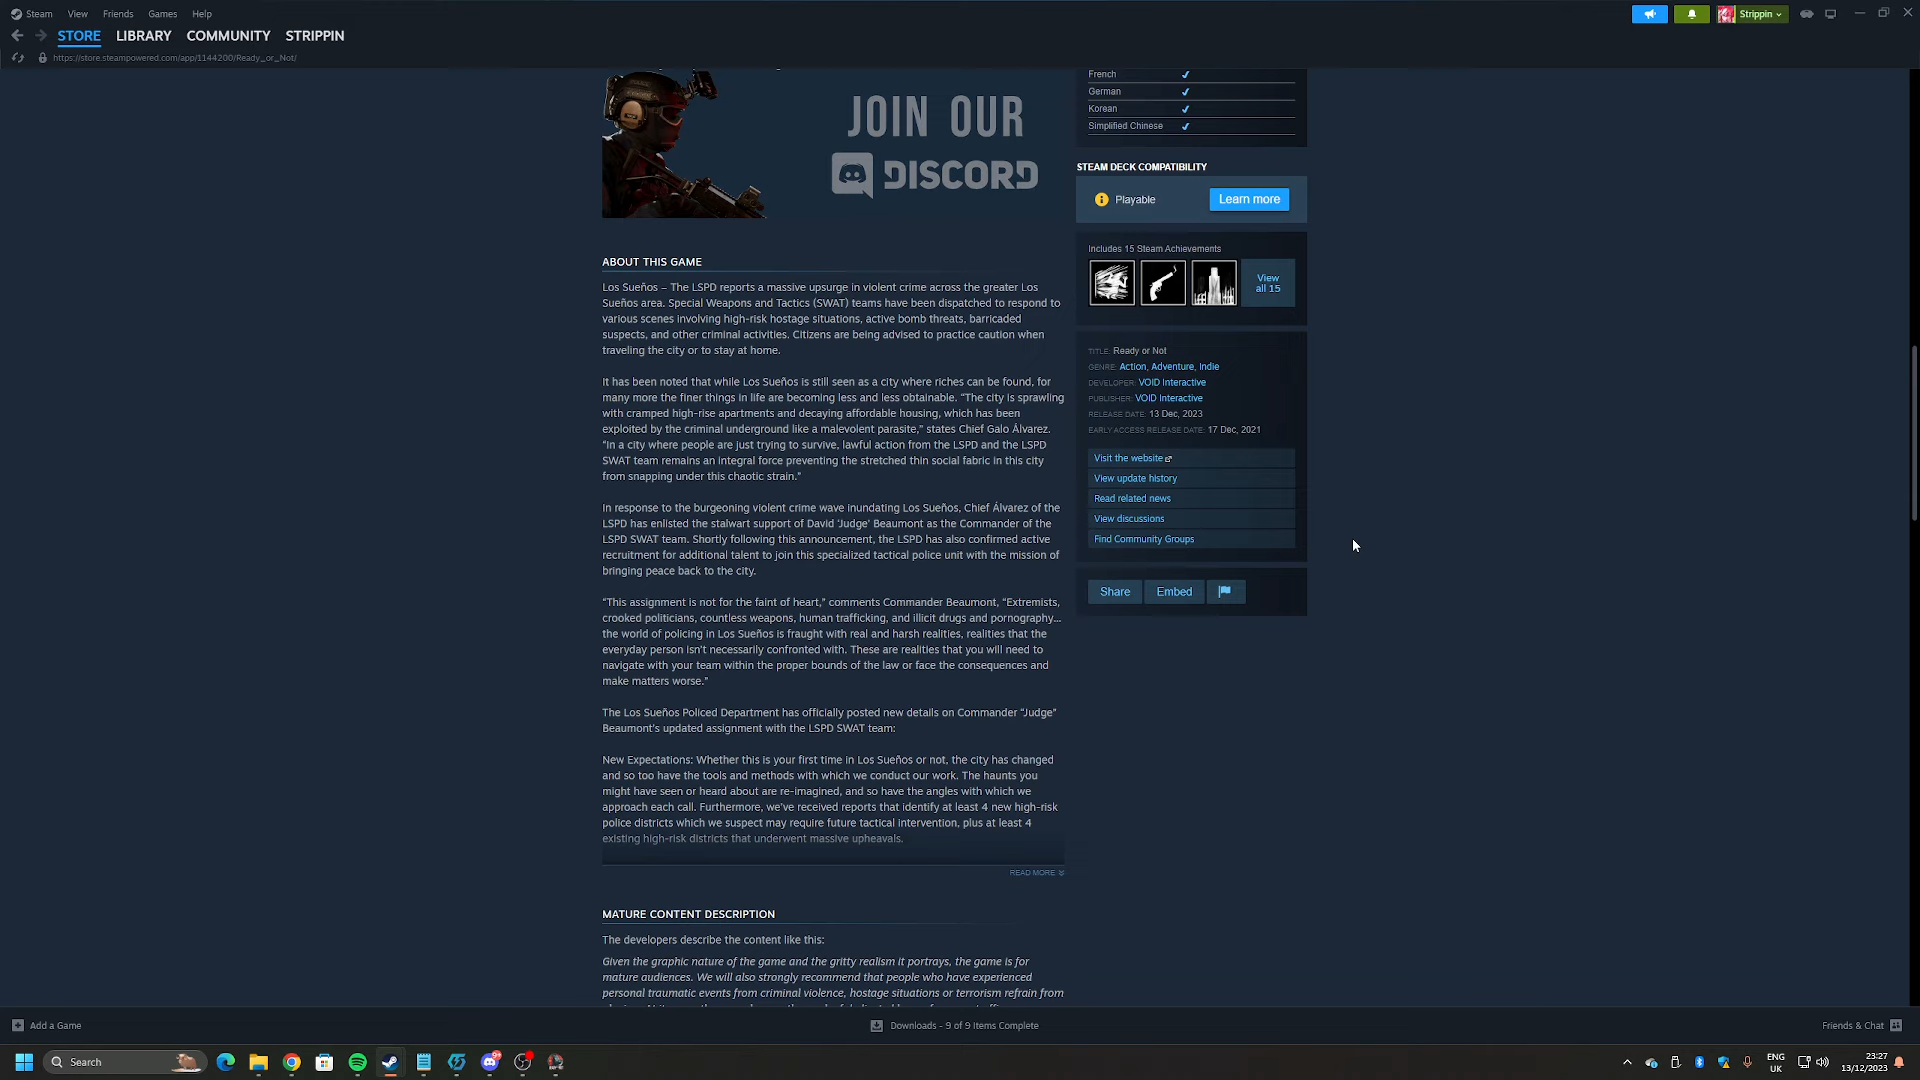 Steam View Friends Games Help
Strippin
STORE LIBRARY COMMUNITY STRIPPIN
https://store.steampowered.com/app/1144200/Ready_or_Not/
JOIN OUR
DISCORD
ABOUT THIS GAME
Los Sueños – The LSPD reports a massive upsurge in violent crime across the greater Los
Sueños area. Special Weapons and Tactics (SWAT) teams have been dispatched to respond to
various scenes involving high-risk hostage situations, active bomb threats, barricaded
suspects, and other criminal activities. Citizens are being advised to practice caution when
traveling the city or to stay at home.
It has been noted that while Los Sueños is still seen as a city where riches can be found, for
many more the finer things in life are becoming less and less obtainable. “The city is sprawling
with cramped high-rise apartments and decaying affordable housing, which has been
exploited by the criminal underground like a malevolent parasite,” states Chief Galo Álvarez.
“In a city where people are just trying to survive, lawful action from the LSPD and the LSPD
SWAT team remains an integral force preventing the stretched thin social fabric in this city
from snapping under this chaotic strain.”
In response to the burgeoning violent crime wave inundating Los Sueños, Chief Álvarez of the
LSPD has enlisted the stalwart support of David ‘Judge’ Beaumont as the Commander of the
LSPD SWAT team. Shortly following this announcement, the LSPD has also confirmed active
recruitment for additional talent to join this specialized tactical police unit with the mission of
bringing peace back to the city.
“This assignment is not for the faint of heart,” comments Commander Beaumont, “Extremists,
crooked politicians, countless weapons, human trafficking, and illicit drugs and pornography…
the world of policing in Los Sueños is fraught with real and harsh realities, realities that the
everyday person isn’t necessarily confronted with. These are realities that you will need to
navigate with your team within the proper bounds of the law or face the consequences and
make matters worse.”
The Los Sueños Policed Department has officially posted new details on Commander “Judge”
Beaumont’s updated assignment with the LSPD SWAT team:
New Expectations: Whether this is your first time in Los Sueños or not, the city has changed
and so too have the tools and methods with which we conduct our work. The haunts you
might have seen or heard about are re-imagined, and so have the angles with which we
approach each call. Furthermore, we’ve received reports that identify at least 4 new high-risk
police districts which we suspect may require future tactical intervention, plus at least 4
existing high-risk districts that underwent massive upheavals.
READ MORE
MATURE CONTENT DESCRIPTION
The developers describe the content like this:
Given the graphic nature of the game and the gritty realism it portrays, the game is for
mature audiences. We will also strongly recommend that people who have experienced
personal traumatic events from criminal violence, hostage situations or terrorism refrain from
French
German
Korean
Simplified Chinese
STEAM DECK COMPATIBILITY
Playable
Learn more
Includes 15 Steam Achievements
View
all 15
TITLE: Ready or Not
GENRE: Action, Adventure, Indie
DEVELOPER: VOID Interactive
PUBLISHER: VOID Interactive
RELEASE DATE: 13 Dec, 2023
EARLY ACCESS RELEASE DATE: 17 Dec, 2021
Visit the website
View update history
Read related news
View discussions
Find Community Groups
Share Embed
Add a Game
Downloads - 9 of 9 Items Complete
Friends & Chat
Search
ENG
UK
23:27
13/12/2023